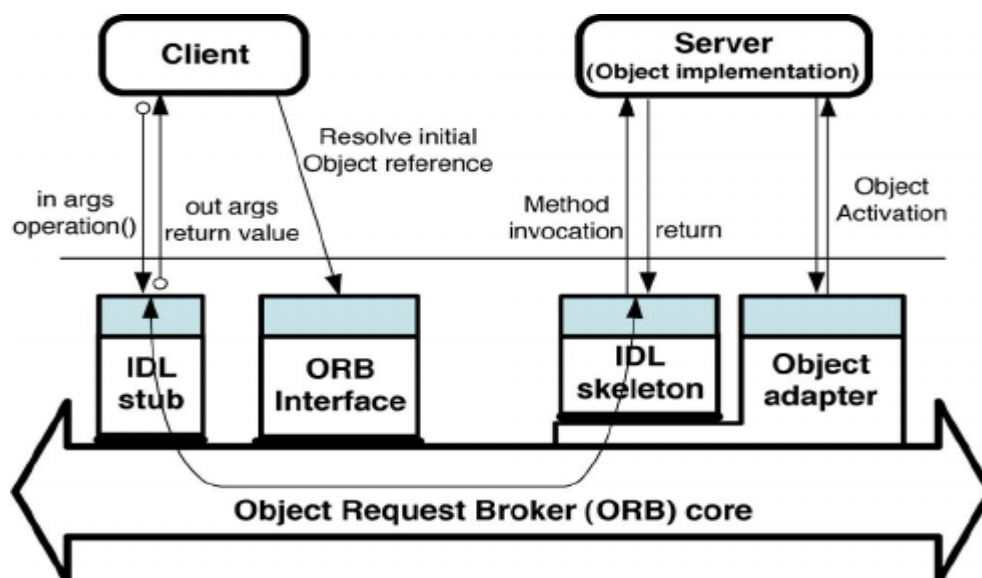 Client
Server
(Object implementation)
Resolve initial
Object reference
in args
operation()
out args
return value
Method
invocation
return
Object
Activation
IDL
stub
ORB
Interface
IDL
skeleton
Object
adapter
Object Request Broker (ORB) core